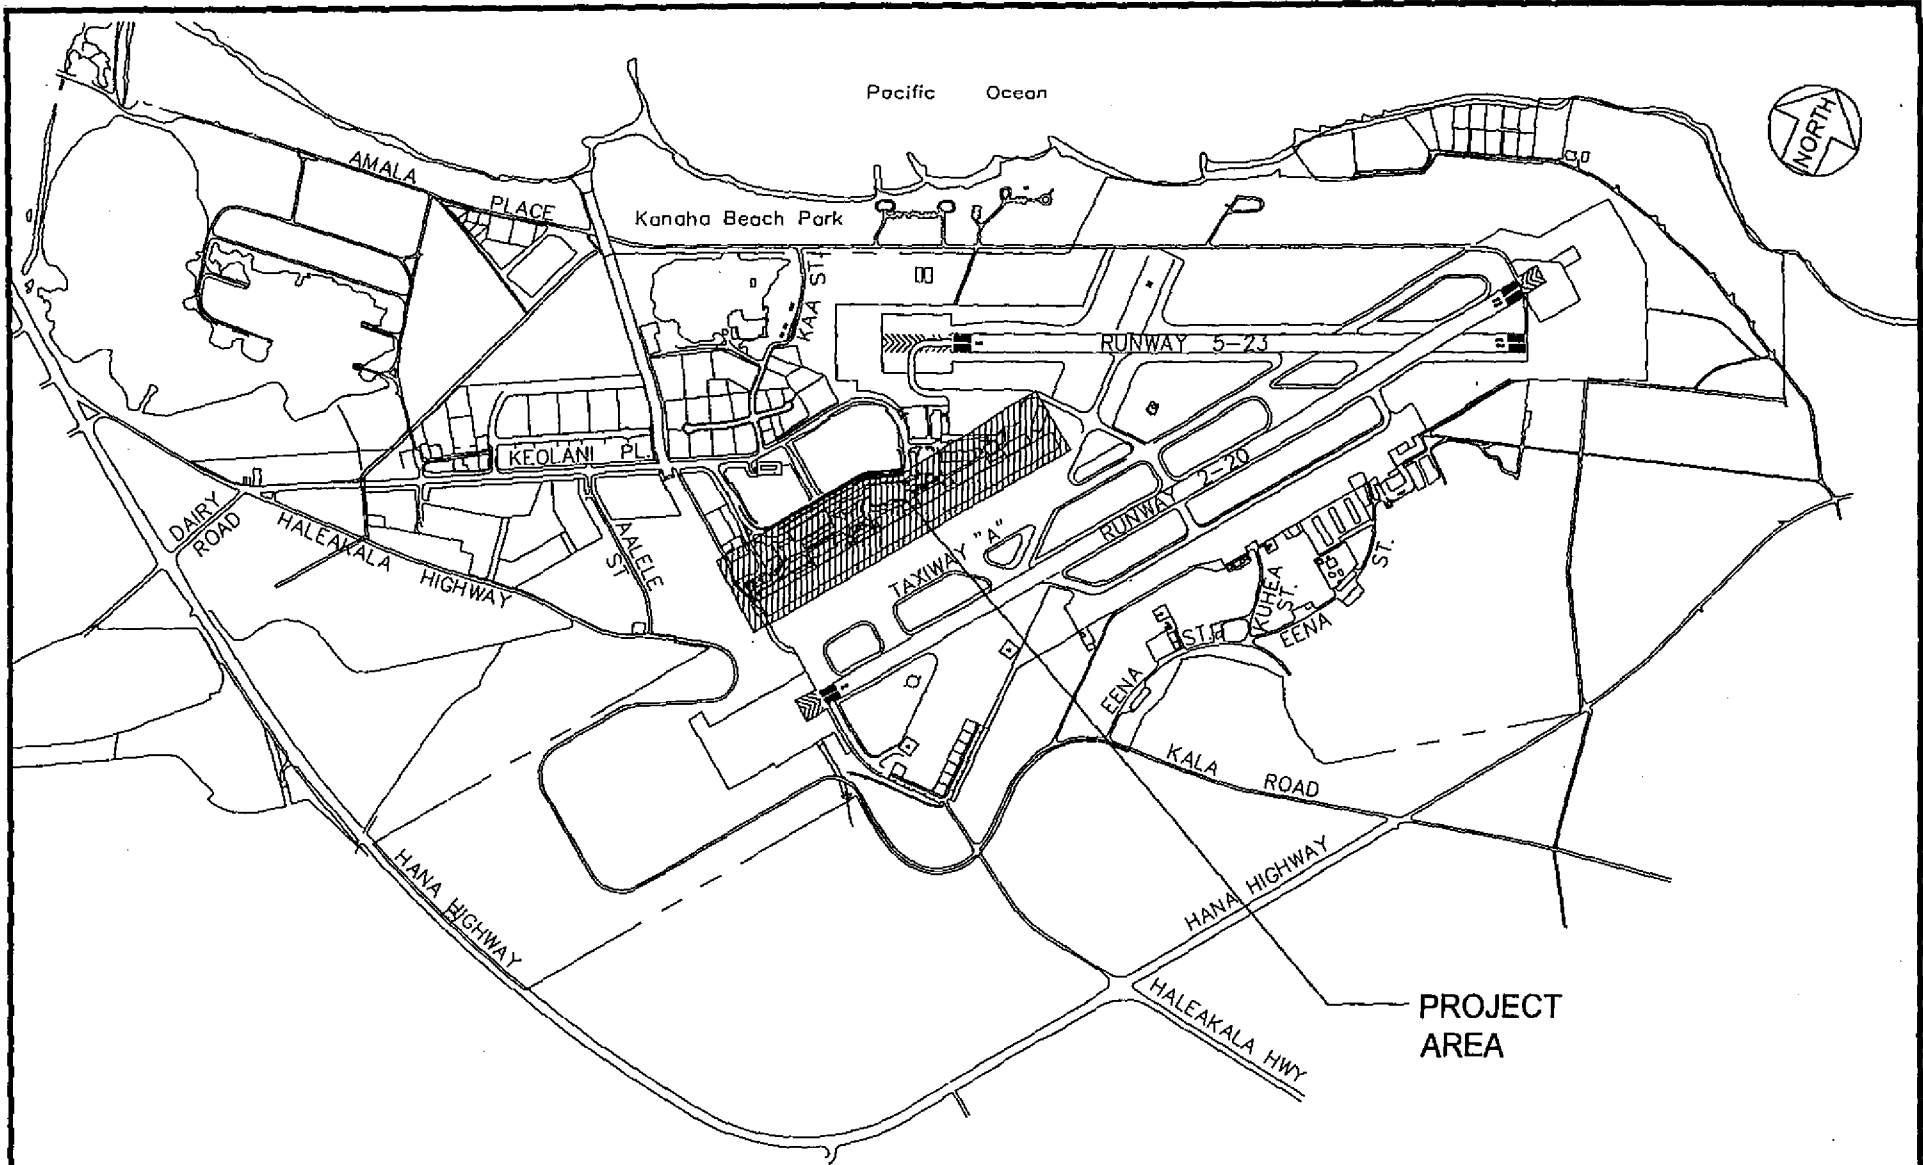 Pacific Ocean
NORTH
AMALA
PLACE
Kanaha Beach Park
KAA ST.
RUNWAY 5-23
KEOLANI PL.
DAIRY
ROAD
HALEAKALA HIGHWAY
AALELE
ST
TAXIWAY "A"
RUNWAY 2-20
KUHEA
ST.
ST.
EENA
ST.
EENA
KALA ROAD
HANA HIGHWAY
HANA HIGHWAY
HALEAKALA HWY
PROJECT
AREA